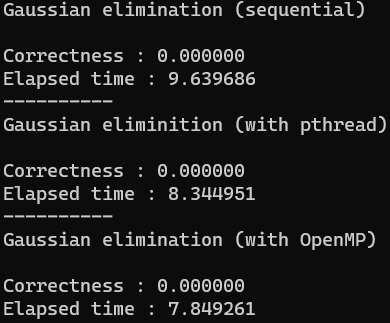 Gaussian elimination (sequential)
Correctness : 0.000000
Elapsed time : 9.639686
----------
Gaussian eliminition (with pthread)
Correctness : 0.000000
Elapsed time : 8.344951
----------
Gaussian elimination (with OpenMP)
Correctness : 0.000000
Elapsed time : 7.849261